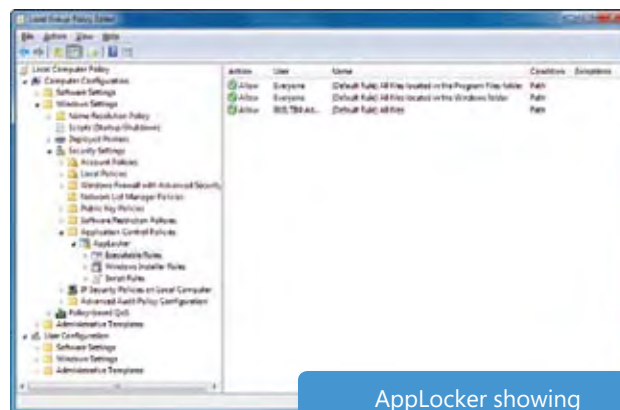 Local Group Policy Editor
File Action View Help
Local Computer Policy
Computer Configuration
Software Settings
Windows Settings
Name Resolution Policy
Scripts (Startup/Shutdown)
Deployed Printers
Security Settings
Account Policies
Local Policies
Windows Firewall with Advanced Security
Network List Manager Policies
Public Key Policies
Software Restriction Policies
Application Control Policies
AppLocker
Executable Rules
Windows Installer Rules
Script Rules
IP Security Policies on Local Computer
Advanced Audit Policy Configuration
Policy-based QoS
Administrative Templates
User Configuration
Software Settings
Windows Settings
Administrative Templates
Action User Name Condition Exceptions
Allow Everyone (Default Rule) All files located in the Program Files folder Path
Allow Everyone (Default Rule) All files located in the Windows folder Path
Allow (Default Rule) All files Path
AppLocker showing